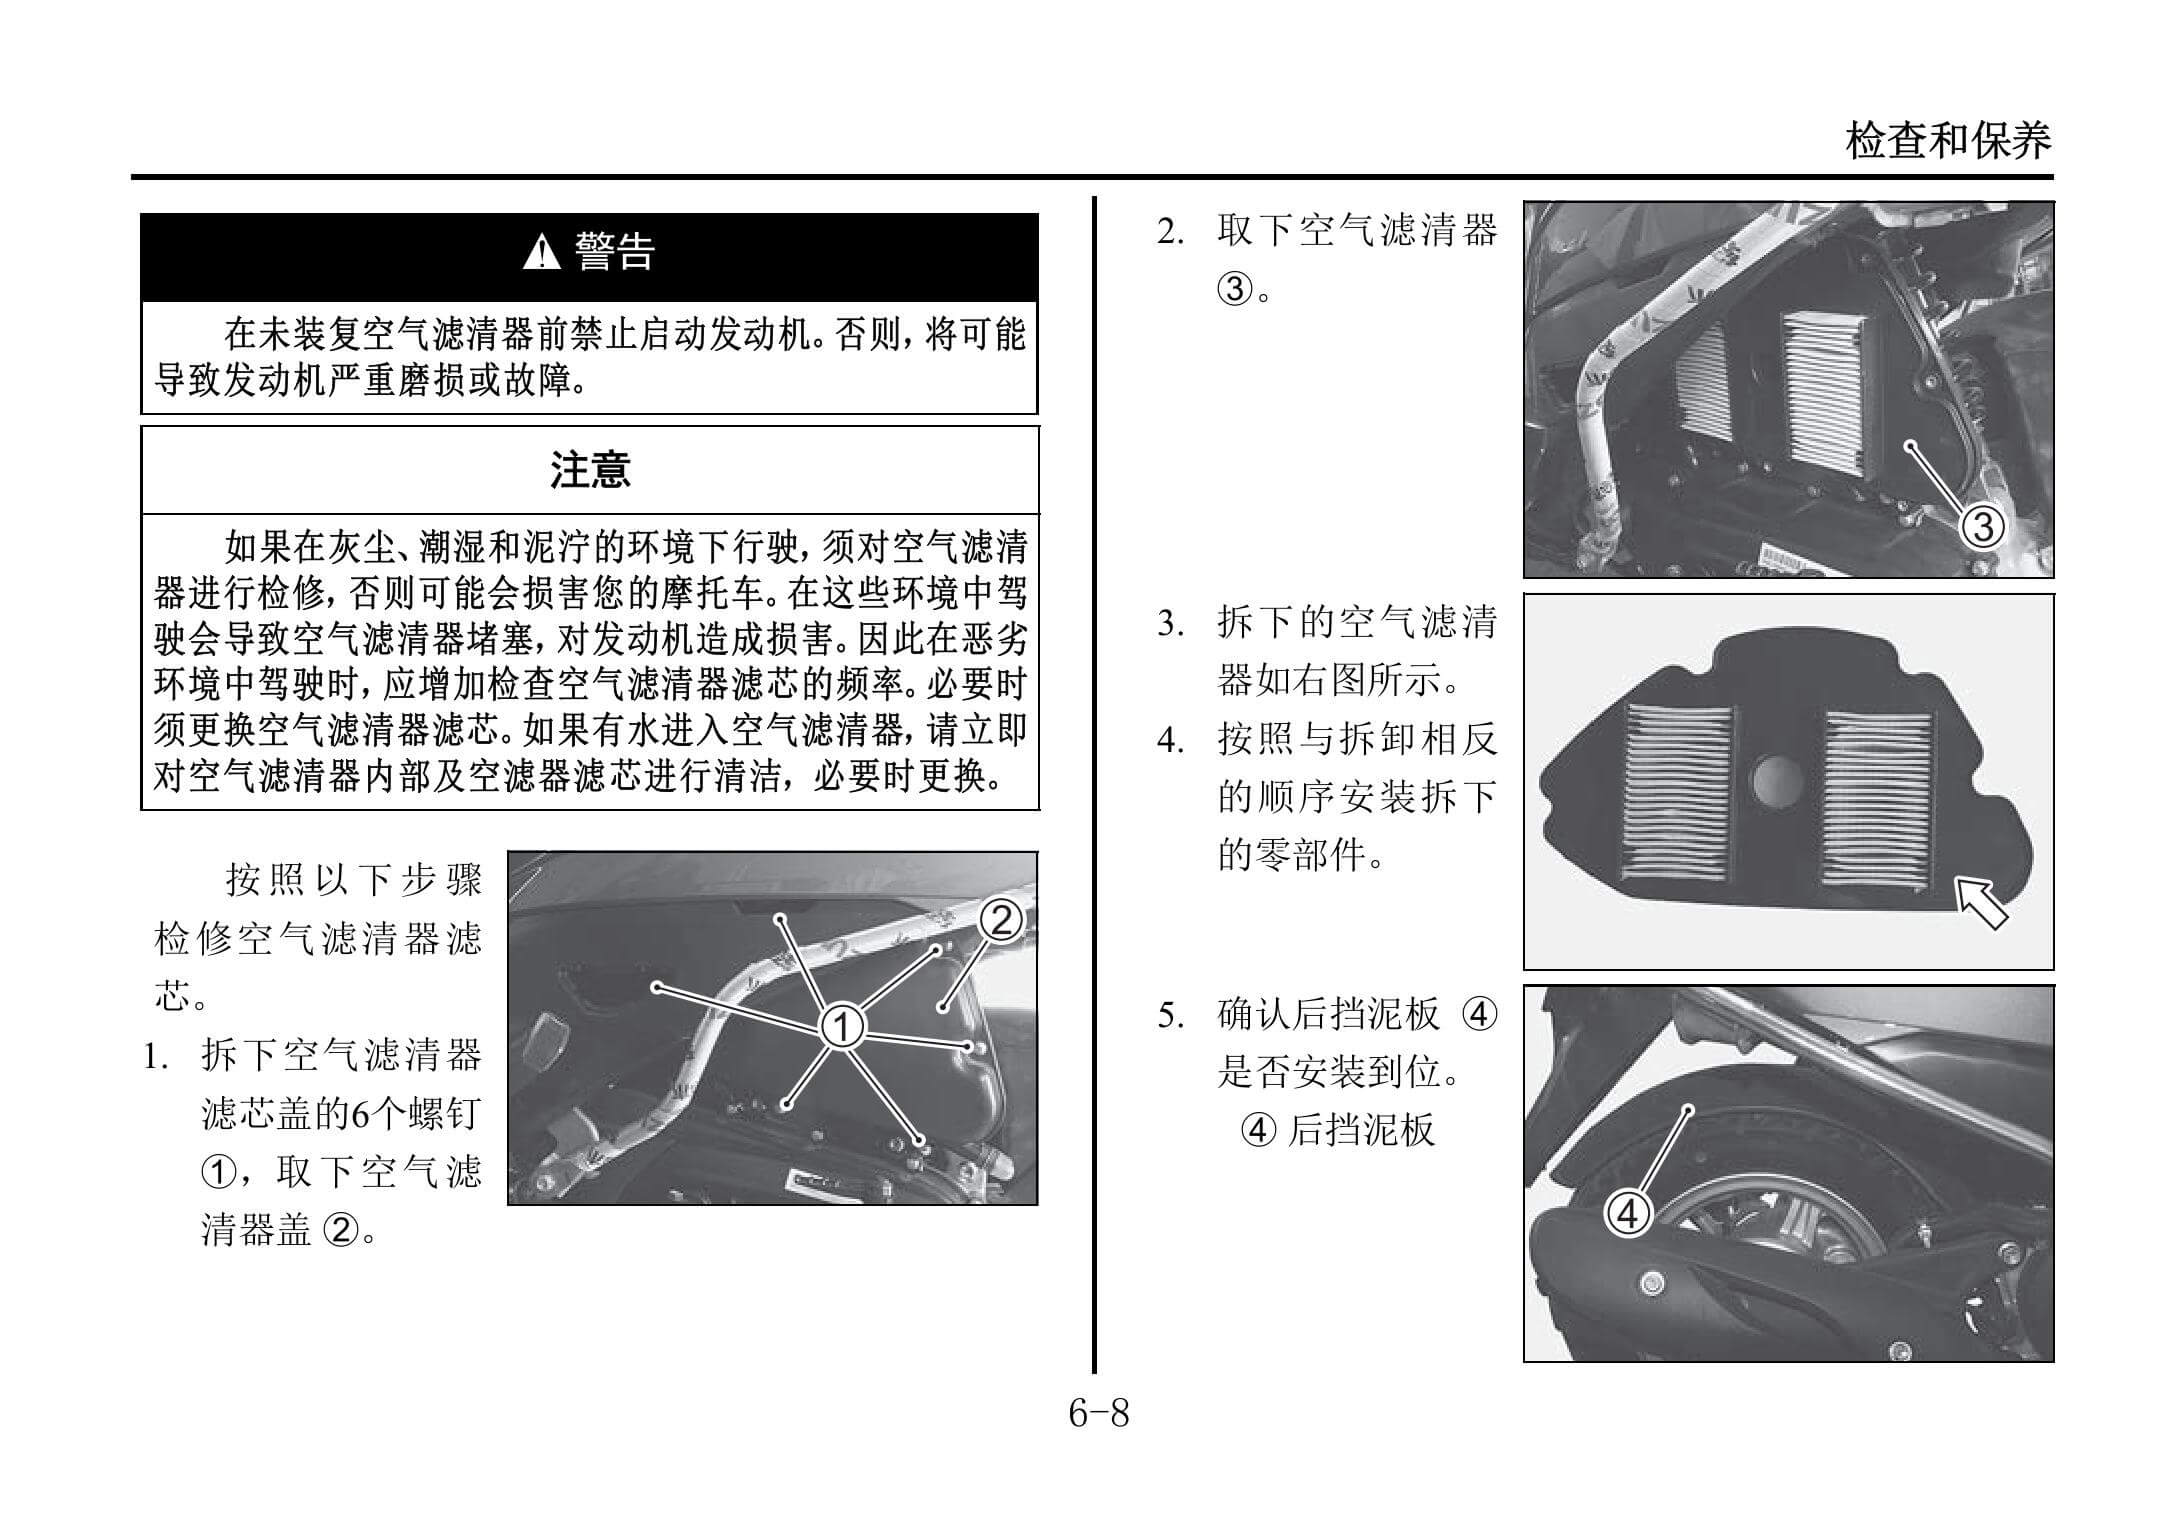 检查和保养
警告
在未装复空气滤清器前禁止启动发动机。否则，将可能
导致发动机严重磨损或故障。
注意
如果在灰尘、潮湿和泥泞的环境下行驶，须对空气滤清
器进行检修，否则可能会损害您的摩托车。在这些环境中驾
驶会导致空气滤清器堵塞，对发动机造成损害。因此在恶劣
环境中驾驶时，应增加检查空气滤清器滤芯的频率。必要时
须更换空气滤清器滤芯。如果有水进入空气滤清器，请立即
对空气滤清器内部及空滤器滤芯进行清洁，必要时更换。
按照以下步骤
检修空气滤清器滤
芯。
1. 拆下空气滤清器
滤芯盖的6个螺钉
①，取下空气滤
清器盖 ②。
②
①
2. 取下空气滤清器
③。
③
3. 拆下的空气滤清
器如右图所示。
4. 按照与拆卸相反
的顺序安装拆下
的零部件。
5. 确认后挡泥板 ④
是否安装到位。
④ 后挡泥板
④
6-8